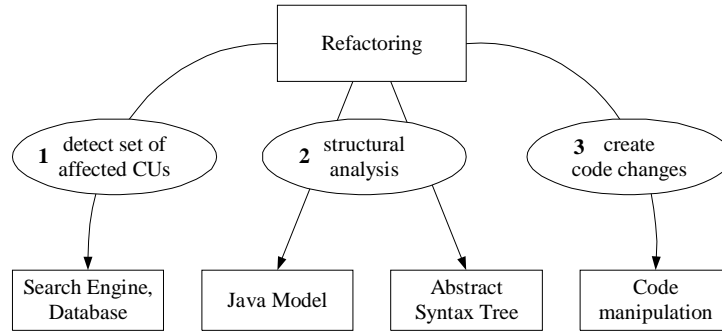 Refactoring
1 detect set of
affected CUs
2 structural
analysis
3 create
code changes
Search Engine,
Database
Java Model
Abstract
Syntax Tree
Code
manipulation